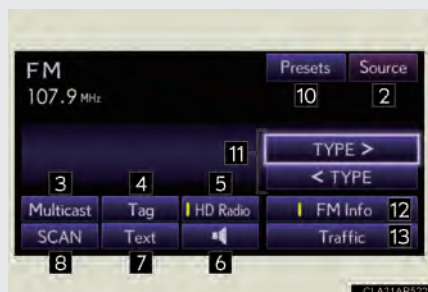 FM
Presets
Source
107.9 MHz
10
2
11
TYPE >
< TYPE
3
4
5
Multicast
Tag
HD Radio
FM Info
12
SCAN
Text
Traffic
13
8
7
6